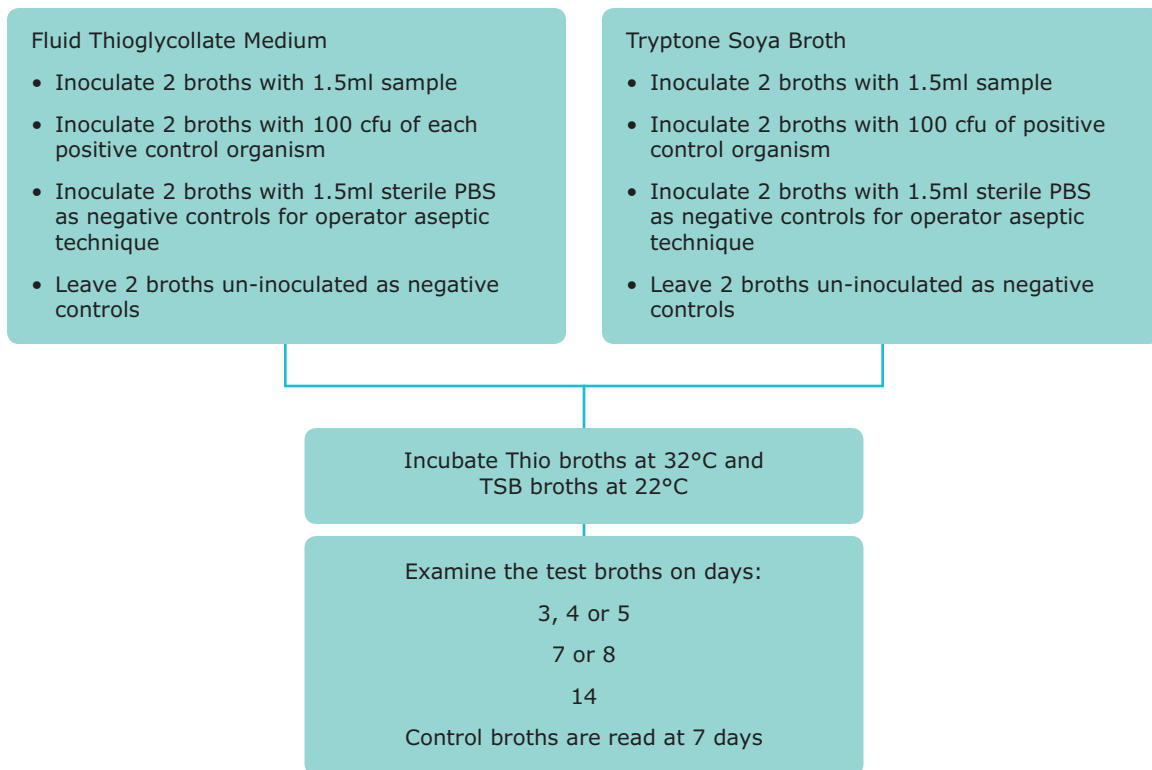 Fluid Thioglycollate Medium
• Inoculate 2 broths with 1.5ml sample
• Inoculate 2 broths with 100 cfu of each
positive control organism
• Inoculate 2 broths with 1.5ml sterile PBS
as negative controls for operator aseptic
technique
• Leave 2 broths un-inoculated as negative
controls
Tryptone Soya Broth
• Inoculate 2 broths with 1.5ml sample
• Inoculate 2 broths with 100 cfu of positive
control organism
• Inoculate 2 broths with 1.5ml sterile PBS
as negative controls for operator aseptic
technique
• Leave 2 broths un-inoculated as negative
controls
Incubate Thio broths at 32°C and
TSB broths at 22°C
Examine the test broths on days:
3, 4 or 5
7 or 8
14
Control broths are read at 7 days